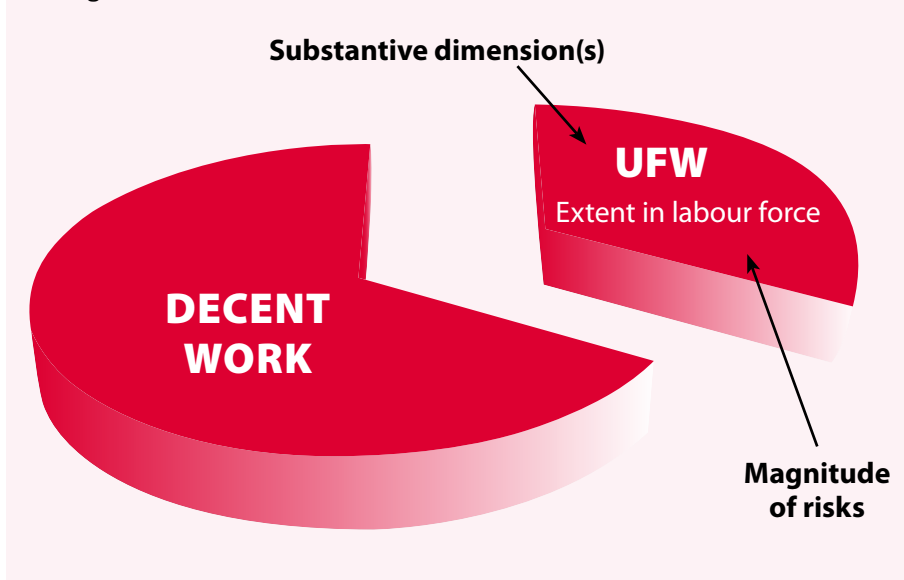 Substantive dimension(s)
UFW
Extent in labour force
DECENT
WORK
Magnitude
of risks